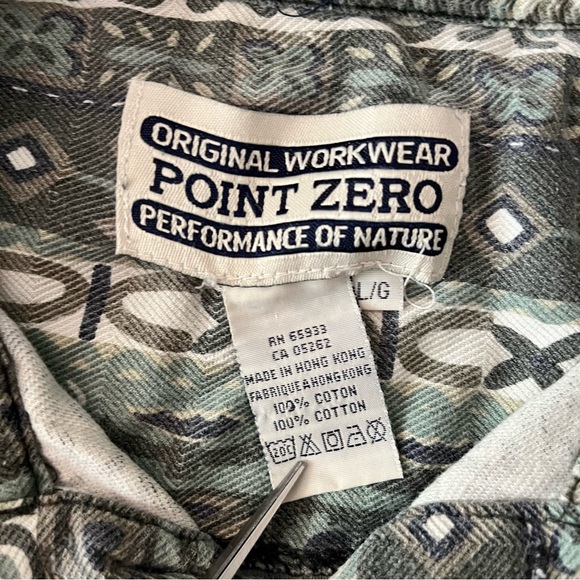 ORIGINAL WORKWEAR
POINT ZERO
PERFORMANCE OF NATURE
L/G
RN 65933
CA 05262
MADE IN HONG KONG
FABRIQUE A HONG KONG
100% COTON
100% COTTON
20C